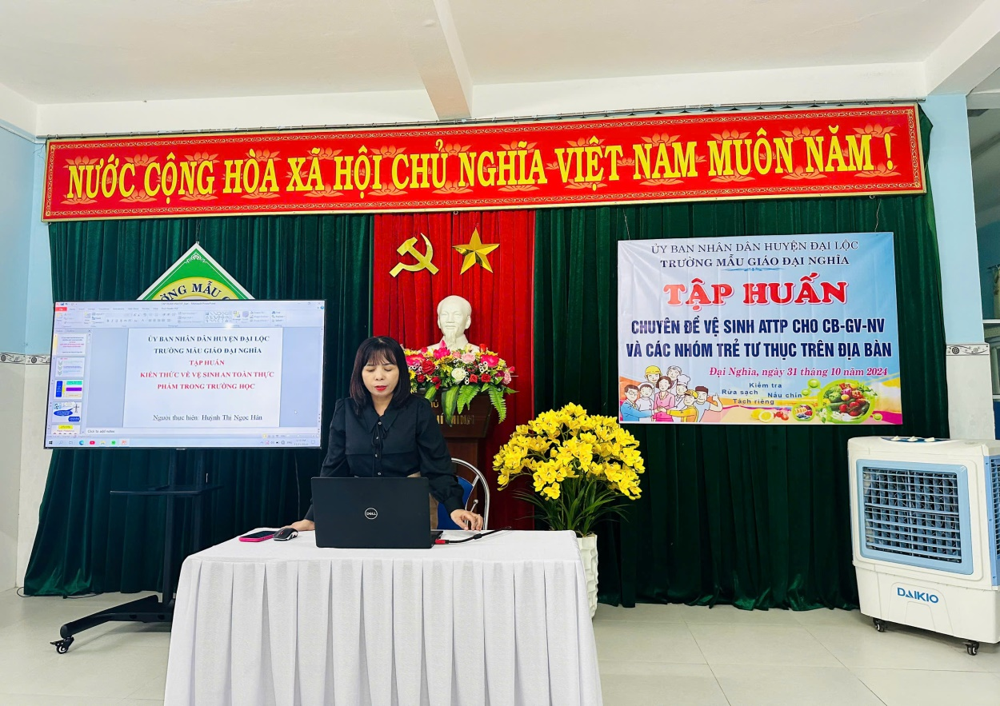 NƯỚC CỘNG HÒA XÃ HỘI CHỦ NGHĨA VIỆT NAM MUÔN NĂM !
ỦY BAN NHÂN DÂN HUYỆN ĐẠI LỘC
TRƯỜNG MẪU GIÁO ĐẠI NGHĨA
TẬP HUẤN
CHUYÊN ĐỀ VỆ SINH ATTP CHO CB-GV-NV
VÀ CÁC NHÓM TRẺ TƯ THỤC TRÊN ĐỊA BÀN
Đại Nghĩa, ngày 31 tháng 10 năm 2024
Kiểm tra
Rửa sạch Nấu chín
Tách riêng
MẪU
ỦY BAN NHÂN DÂN HUYỆN ĐẠI LỘC
TRƯỜNG MẪU GIÁO ĐẠI NGHĨA
TẬP HUẤN
KIẾN THỨC VỀ VỆ SINH AN TOÀN THỰC
PHẨM TRONG TRƯỜNG HỌC
Người thực hiện: Huỳnh Thị Ngọc Hân
Click to add notes
DELL
DAIKIO